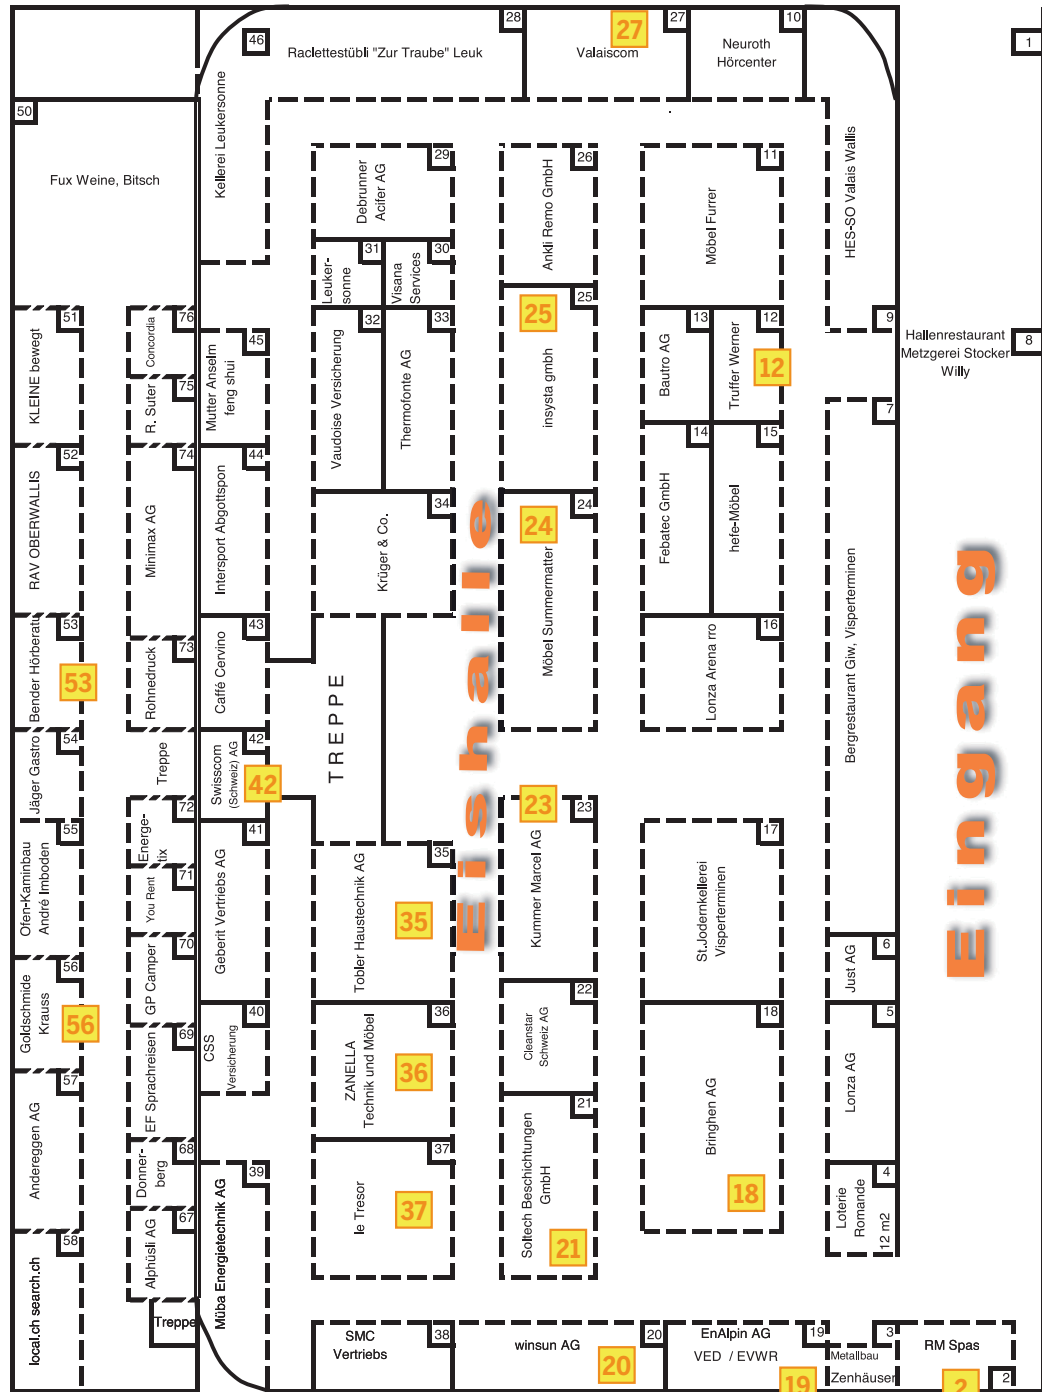 46
Raclettestübli "Zur Traube" Leuk
28
27
Valaiscom
27
Neuroth
Hörcenter
10
1
50
Fux Weine, Bitsch
Kellerei Leukersonne
29
Debrunner
Acifer AG
31
Leuker-
sonne
30
Visana
Services
26
Ankli Remo GmbH
11
Möbel Furrer
HES-SO Valais Wallis
9
Hallenrestaurant
Metzgerei Stocker
Willy
8
51
KLEINE bewegt
76
Concordia
75
R. Suter
45
Mutter Anselm
feng shui
32
Vaudoise Versicherung
33
Thermofonte AG
25
25
insysta gmbh
13
Bautro AG
12
Truffer Werner
12
7
52
RAV OBERWALLIS
74
Minimax AG
44
Intersport Abgottspon
34
Krüger & Co.
24
24
Möbel Summermatter
14
Febatec GmbH
15
hefe-Möbel
Bergrestaurant Giw, Visperterminen
53
Bender Hörberatu
53
73
Rohnedruck
43
Caffé Cervino
TREPPE
Eishalle
16
Lonza Arena rro
Eingang
54
Jäger Gastro
Treppe
42
Swisscom
(Schweiz) AG
42
55
Ofen-Kaminbau
André Imboden
72
Energe-
tix
71
You Rent
41
Geberit Vertriebs AG
35
Tobler Haustechnik AG
35
23
23
Kummer Marcel AG
17
St.Jodernkellerei
Visperterminen
6
Just AG
56
Goldschmide
Krauss
56
70
GP Camper
69
EF Sprachreisen
40
CSS
Versicherung
36
ZANELLA
Technik und Möbel
36
22
Cleanstar
Schweiz AG
18
Bringhen AG
18
5
Lonza AG
57
Andereggen AG
68
Donner-
berg
39
Müba Energietechnik AG
37
le Tresor
37
21
Soltech Beschichtungen
GmbH
21
4
Loterie
Romande
12 m2
58
local.ch search.ch
67
Alphüsli AG
Treppe
SMC
Vertriebs
38
winsun AG
20
20
EnAlpin AG
VED / EVWR
19
19
3
Metallbau
Zenhäuser
RM Spas
2
2